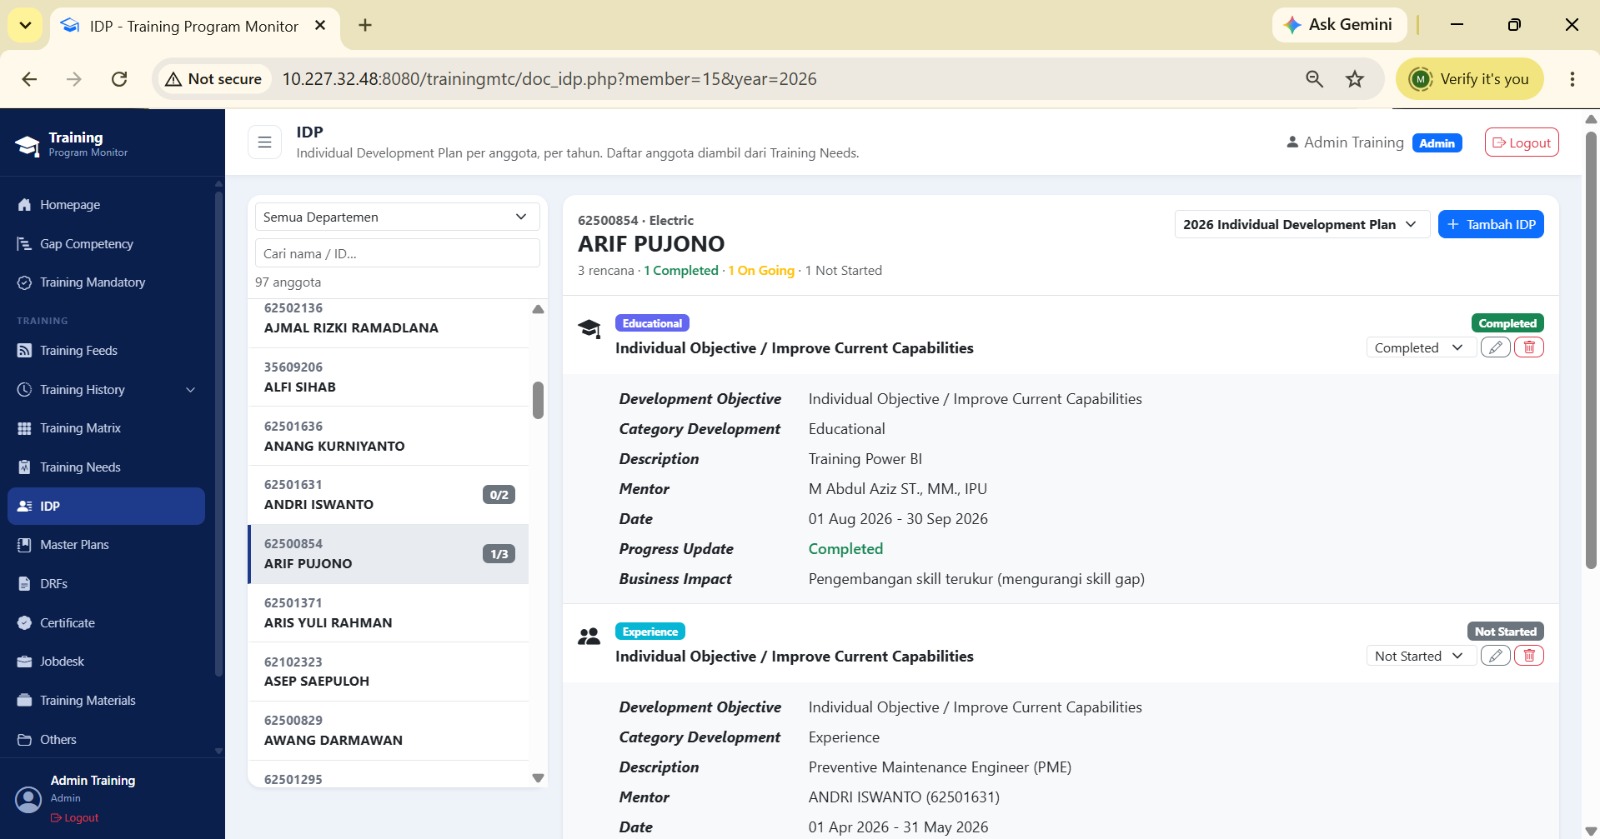 IDP - Training Program Monitor
Ask Gemini
Not secure
10.227.32.48:8080/trainingmtc/doc_idp.php?member=15&year=2026
M
Verify it's you
Training
Program Monitor
Homepage
Gap Competency
Training Mandatory
TRAINING
Training Feeds
Training History
Training Matrix
Training Needs
IDP
Master Plans
DRFs
Certificate
Jobdesk
Training Materials
Others
Admin Training
Admin
Logout
IDP
Individual Development Plan per anggota, per tahun. Daftar anggota diambil dari Training Needs.
Admin Training Admin
Logout
Semua Departemen
Cari nama / ID...
97 anggota
62502136
AJMAL RIZKI RAMADLANA
35609206
ALFI SIHAB
62501636
ANANG KURNIYANTO
62501631
ANDRI ISWANTO
0/2
62500854
ARIF PUJONO
1/3
62501371
ARIS YULI RAHMAN
62102323
ASEP SAEPULOH
62500829
AWANG DARMAWAN
62501295
62500854 · Electric
ARIF PUJONO
3 rencana · 1 Completed · 1 On Going · 1 Not Started
2026 Individual Development Plan
+ Tambah IDP
Educational
Individual Objective / Improve Current Capabilities
Completed
Completed
Development Objective Individual Objective / Improve Current Capabilities
Category Development Educational
Description Training Power BI
Mentor M Abdul Aziz ST., MM., IPU
Date 01 Aug 2026 - 30 Sep 2026
Progress Update Completed
Business Impact Pengembangan skill terukur (mengurangi skill gap)
Experience
Individual Objective / Improve Current Capabilities
Not Started
Not Started
Development Objective Individual Objective / Improve Current Capabilities
Category Development Experience
Description Preventive Maintenance Engineer (PME)
Mentor ANDRI ISWANTO (62501631)
Date 01 Apr 2026 - 31 May 2026